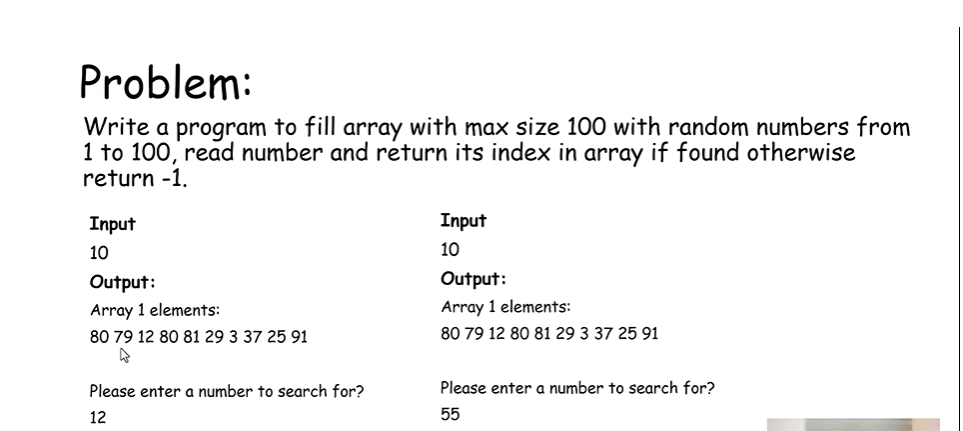 Problem:
Write a program to fill array with max size 100 with random numbers from
1 to 100, read number and return its index in array if found otherwise
return -1.
Input
10
Output:
Array 1 elements:
80 79 12 80 81 29 3 37 25 91
Please enter a number to search for?
12
Input
10
Output:
Array 1 elements:
80 79 12 80 81 29 3 37 25 91
Please enter a number to search for?
55